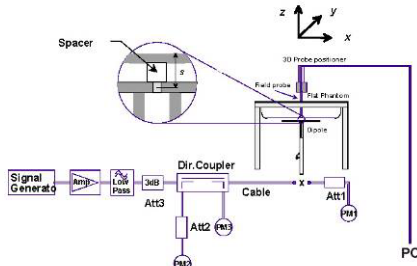 z
y
x
Spacer
s
3D Probe positioner
Field probe
Flat Phantom
Dipole
Signal
Generato
Amp
Low
Pass
3dB
Att3
Dir.Coupler
Cable
x
Att1
Att2
PM3
PM1
PM2
PC